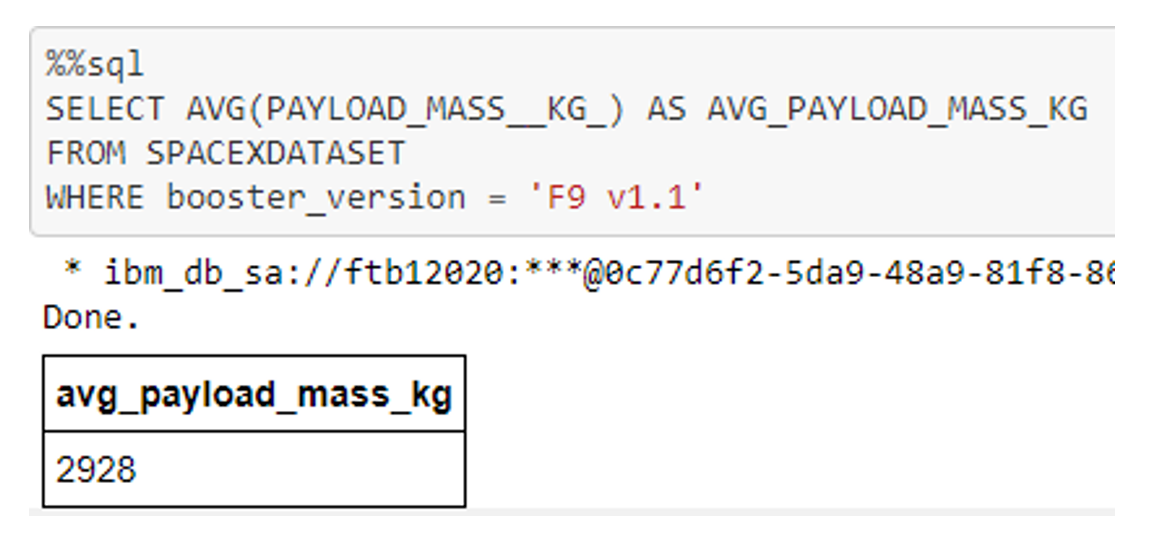 %%sql
SELECT AVG(PAYLOAD_MASS__KG_) AS AVG_PAYLOAD_MASS_KG
FROM SPACEXDATASET
WHERE booster_version = 'F9 v1.1'
* ibm_db_sa://ftb12020:***@0c77d6f2-5da9-48a9-81f8-86
Done.
avg_payload_mass_kg
2928